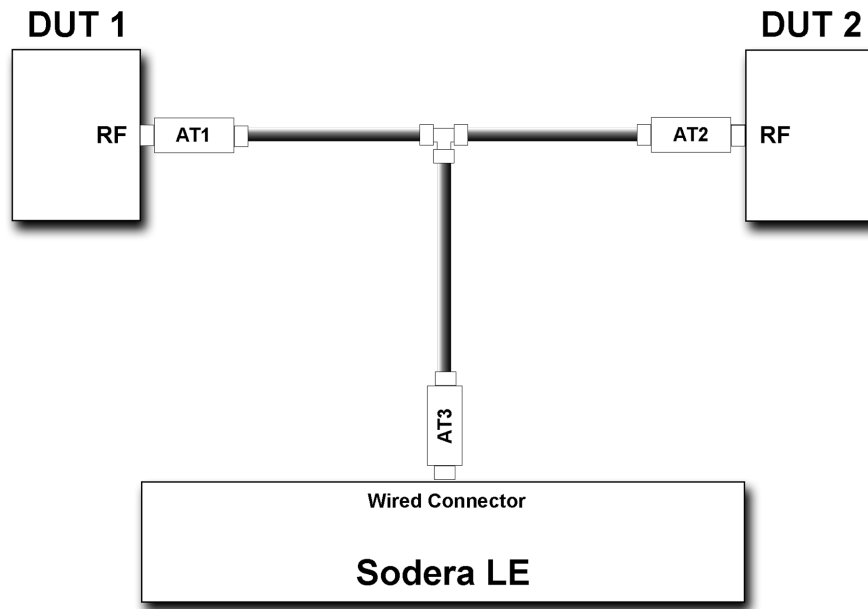 DUT 1
DUT 2
RF
AT1
AT2
RF
AT3
Wired Connector
Sodera LE